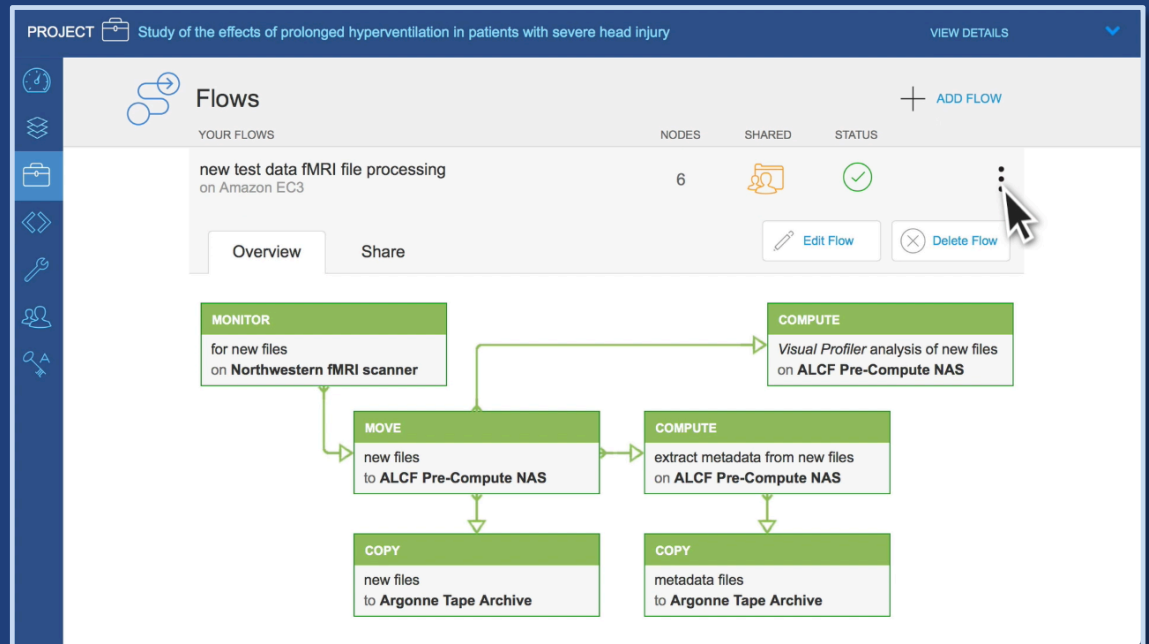 PROJECT Study of the effects of prolonged hyperventilation in patients with severe head injury VIEW DETAILS
Flows
ADD FLOW
YOUR FLOWS NODES SHARED STATUS
new test data fMRI file processing
on Amazon EC3
6
Overview Share Edit Flow Delete Flow
MONITOR
for new files
on Northwestern fMRI scanner
COMPUTE
Visual Profiler analysis of new files
on ALCF Pre-Compute NAS
MOVE
new files
to ALCF Pre-Compute NAS
COMPUTE
extract metadata from new files
on ALCF Pre-Compute NAS
COPY
new files
to Argonne Tape Archive
COPY
metadata files
to Argonne Tape Archive
A